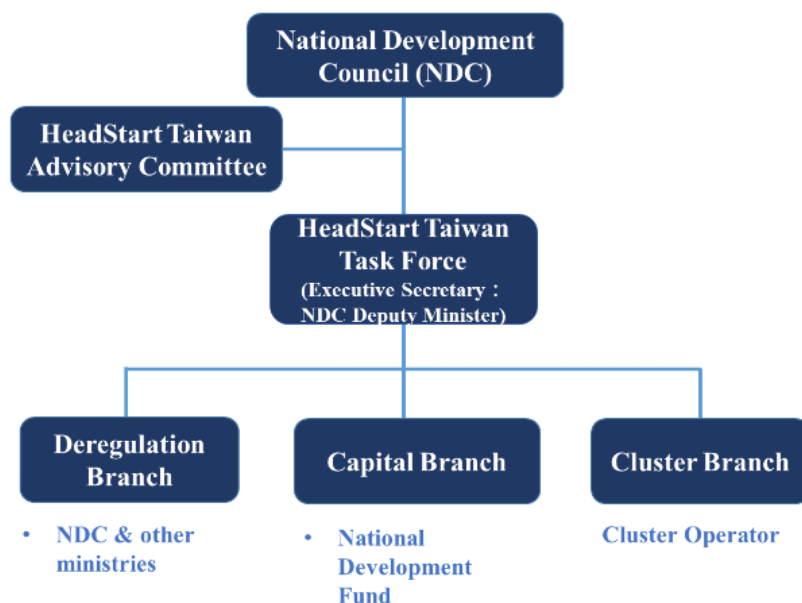 National Development
Council (NDC)
HeadStart Taiwan
Advisory Committee
HeadStart Taiwan
Task Force
(Executive Secretary：
NDC Deputy Minister)
Deregulation
Branch
Capital Branch
Cluster Branch
• NDC & other
ministries
• National
Development
Fund
Cluster Operator